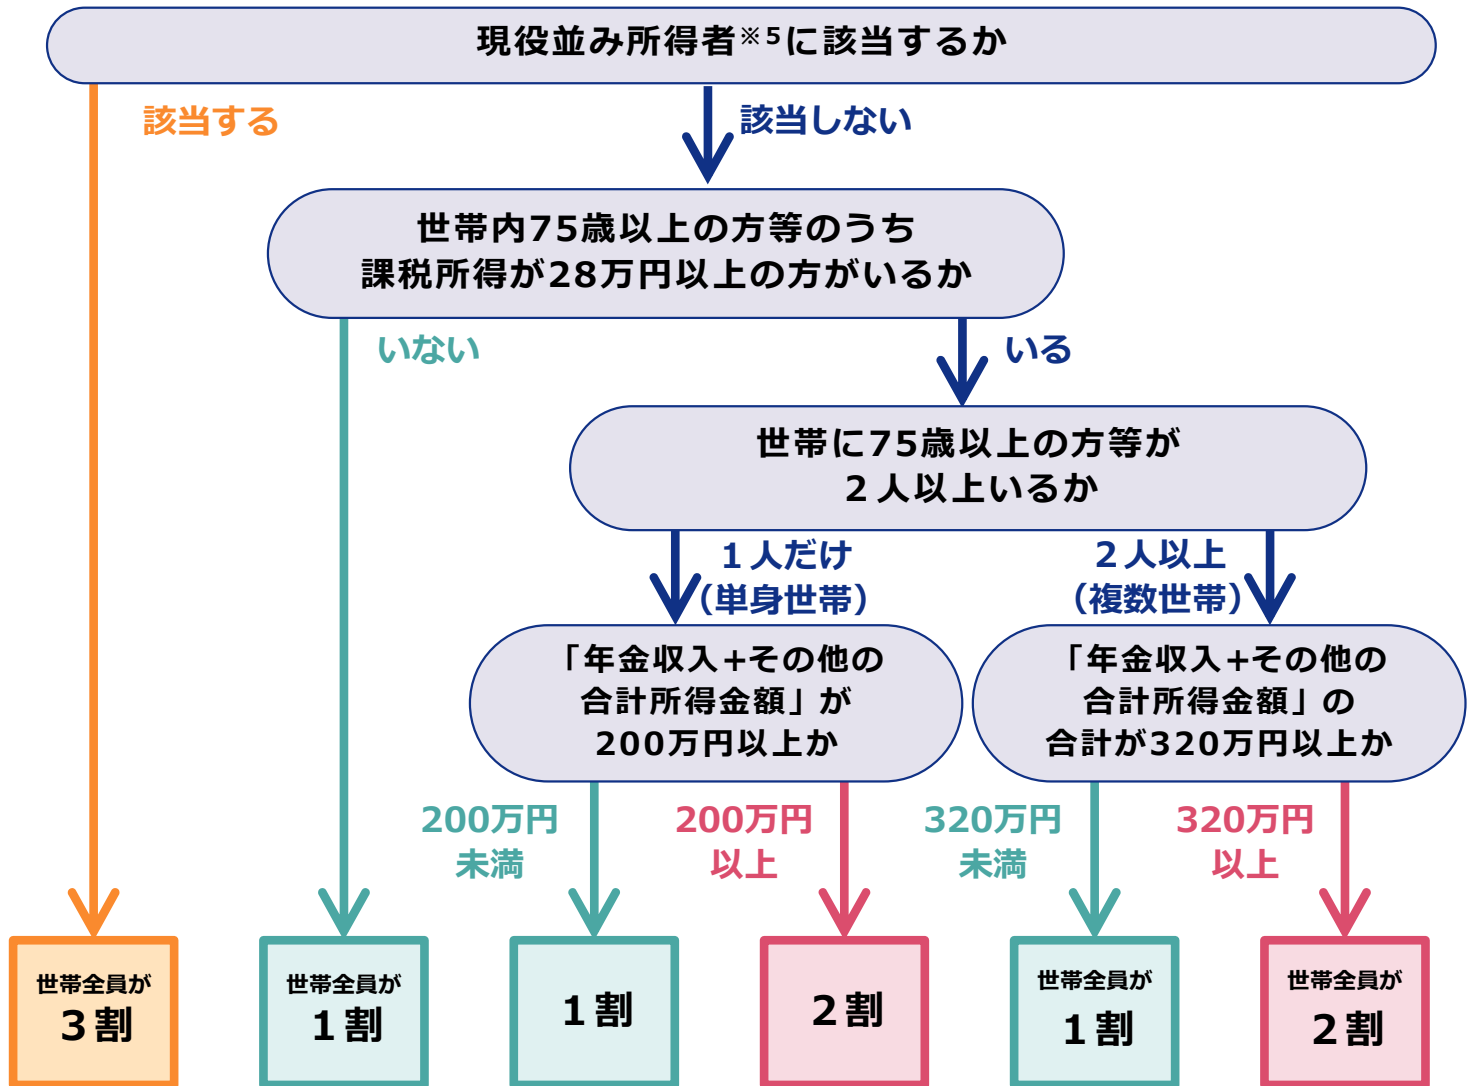 現役並み所得者※5に該当するか
該当する
該当しない
世帯内75歳以上の方等のうち
課税所得が28万円以上の方がいるか
いない
いる
世帯に75歳以上の方等が
２人以上いるか
１人だけ
（単身世帯）
２人以上
（複数世帯）
「年金収入+その他の
合計所得金額」が
200万円以上か
「年金収入+その他の
合計所得金額」の
合計が320万円以上か
200万円
未満
200万円
以上
320万円
未満
320万円
以上
世帯全員が
３割
世帯全員が
１割
１割
２割
世帯全員が
１割
世帯全員が
２割